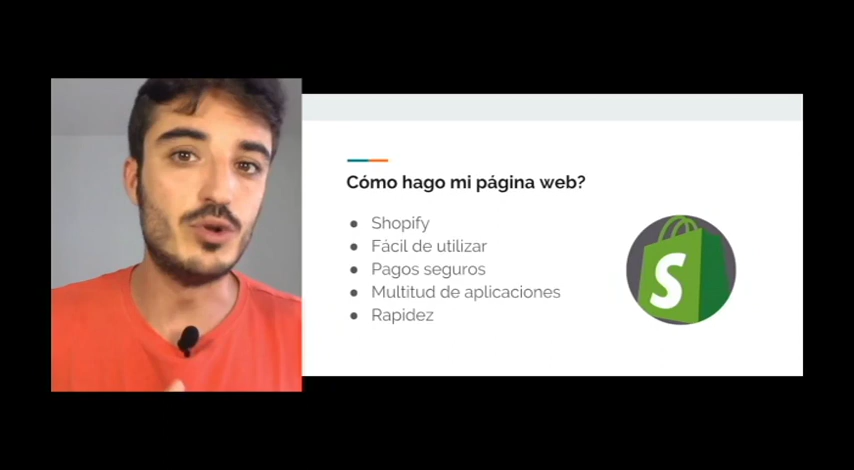 Cómo hago mi página web?
Shopify
Fácil de utilizar
Pagos seguros
Multitud de aplicaciones
Rapidez
S